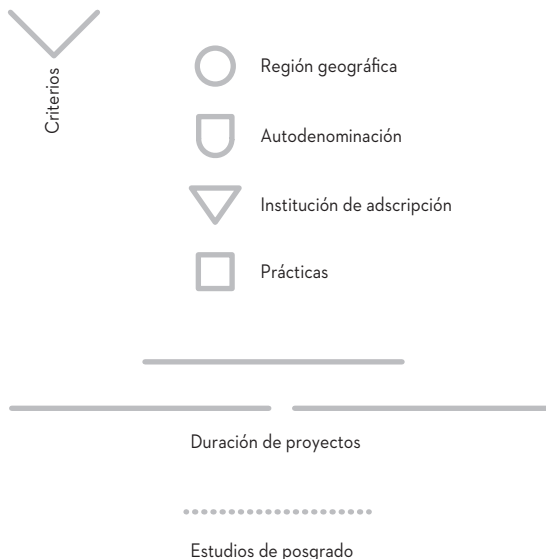 Criterios
Región geográfica
Autodenominación
Institución de adscripción
Prácticas
Duración de proyectos
Estudios de posgrado